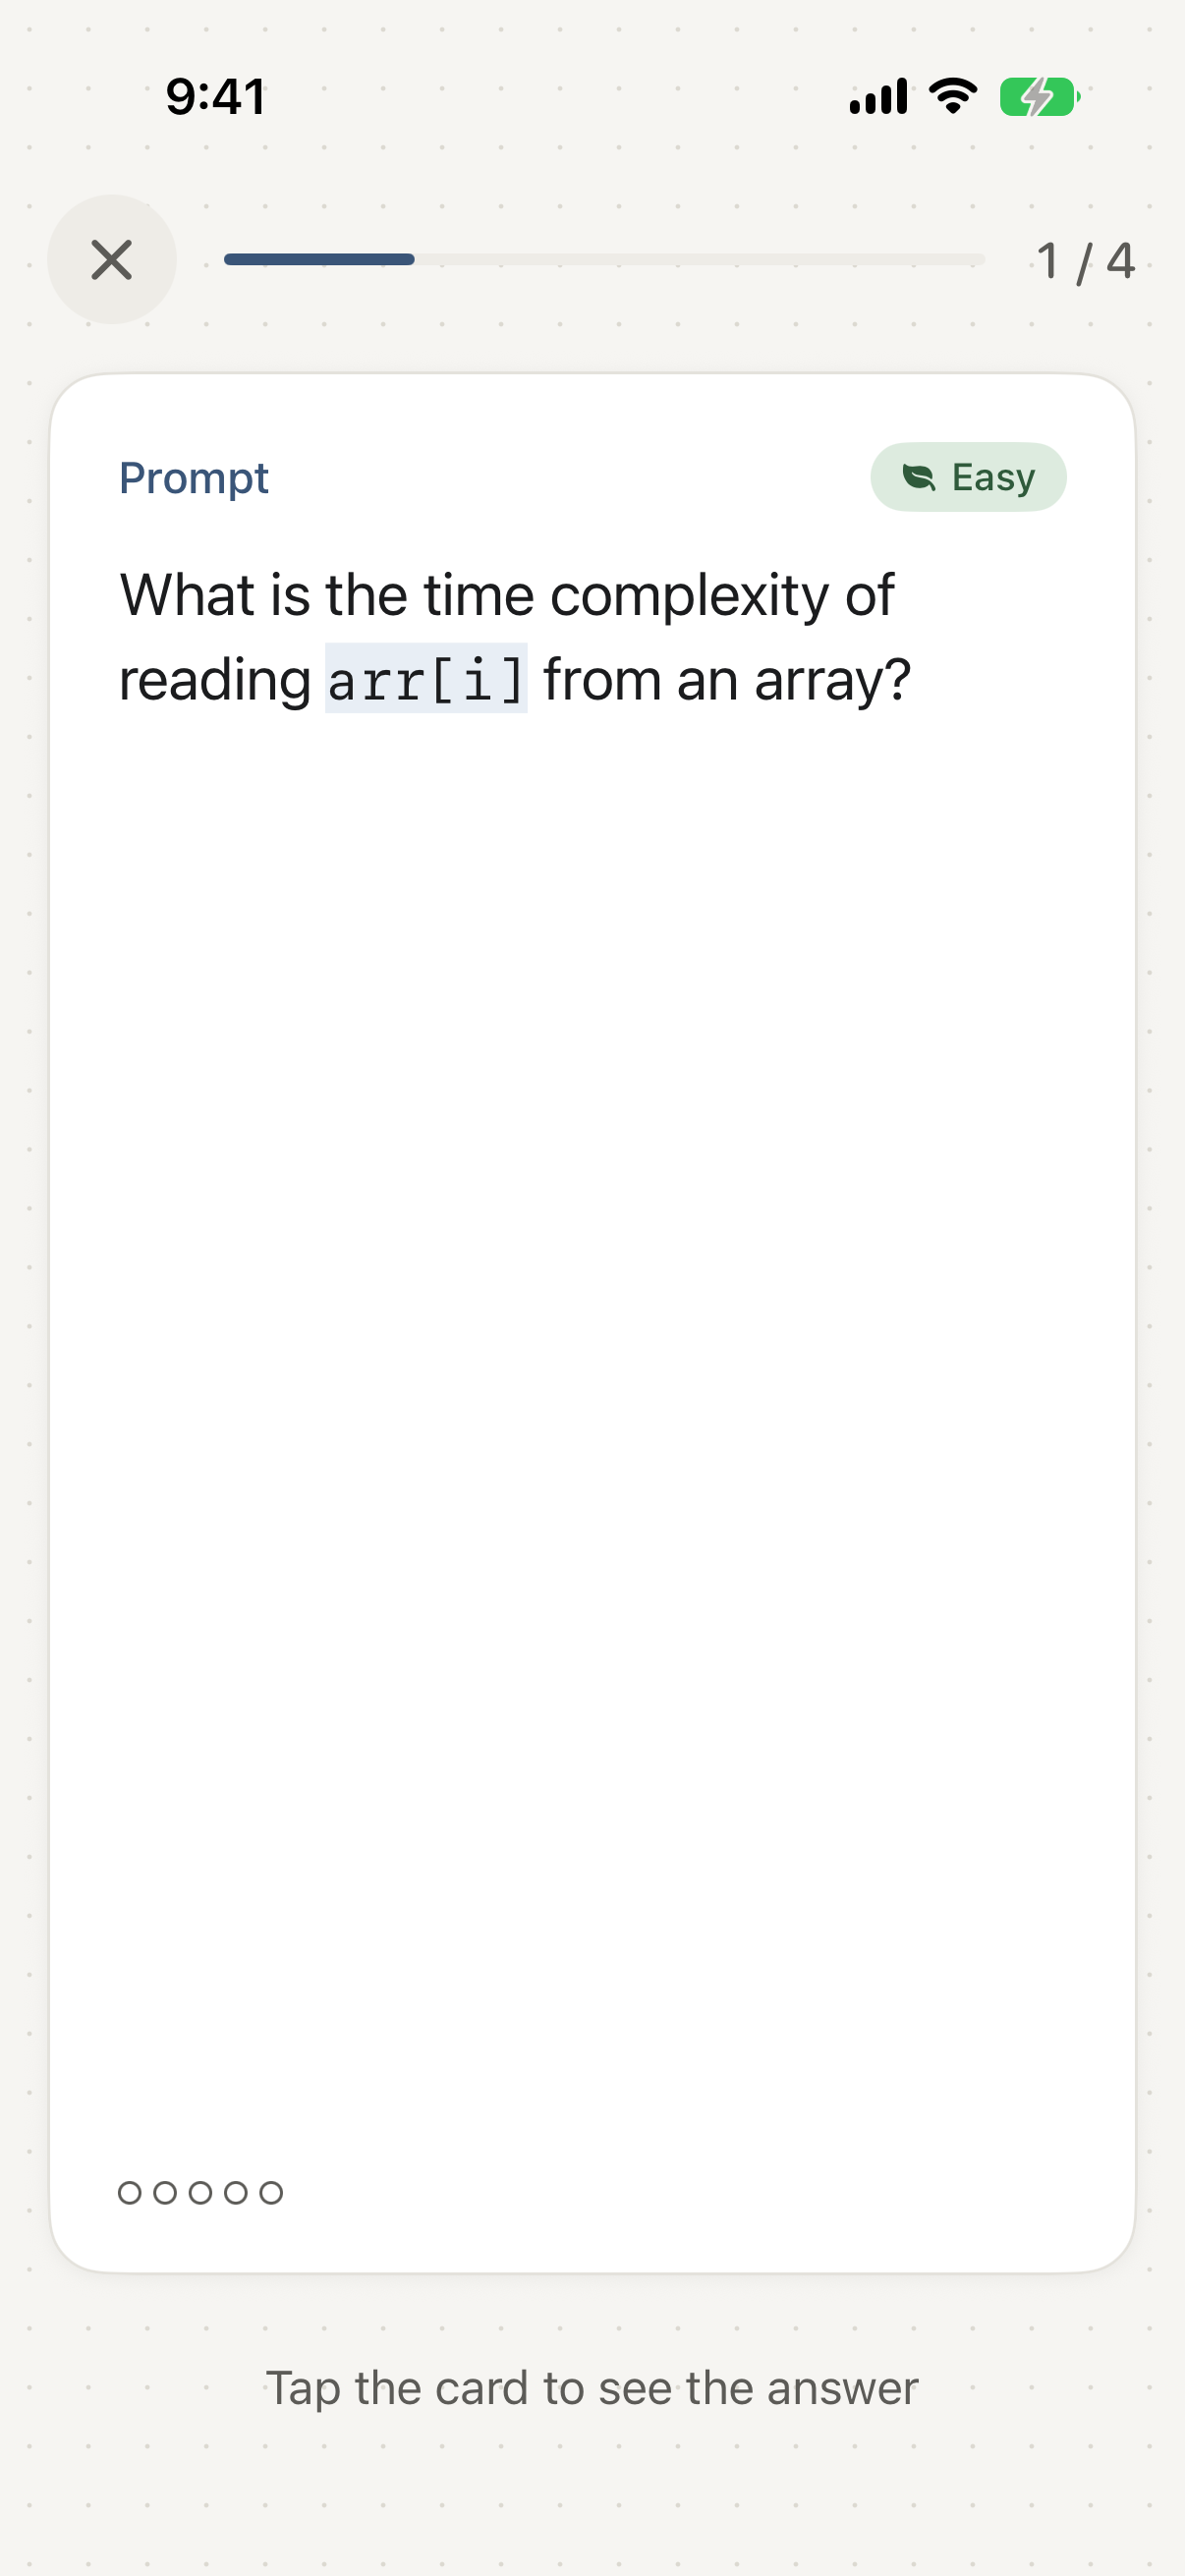 9:41
1 / 4
Prompt
Easy
What is the time complexity of
reading arr[i] from an array?
Tap the card to see the answer